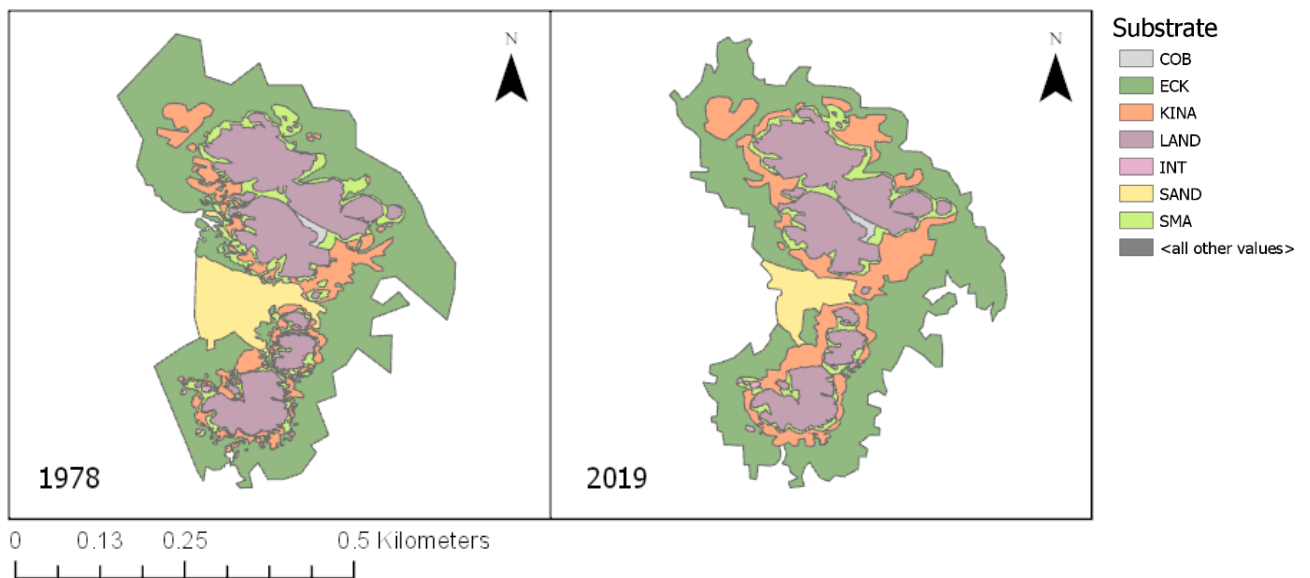 N
N
1978
2019
0 0.13 0.25 0.5 Kilometers
Substrate
COB
ECK
KINA
LAND
INT
SAND
SMA
<all other values>